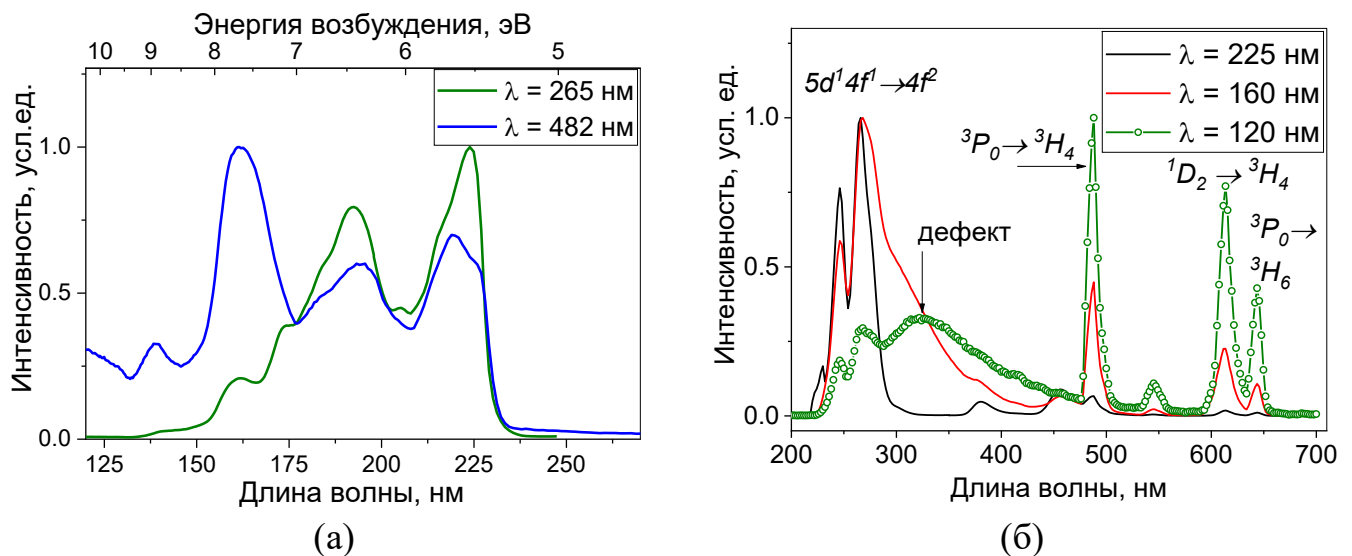 Энергия возбуждения, эВ
10 9 8 7 6 5
λ = 265 нм
λ = 482 нм
1.0
0.5
0.0
Интенсивность, усл.ед.
125 150 175 200 225 250
Длина волны, нм
(а)
λ = 225 нм
λ = 160 нм
λ = 120 нм
5d¹4f¹→4f²
³P₀→ ³H₄
¹D₂ → ³H₄
³P₀→
³H₆
дефект
1.0
0.5
0.0
Интенсивность, усл.ед.
200 300 400 500 600 700
Длина волны, нм
(б)